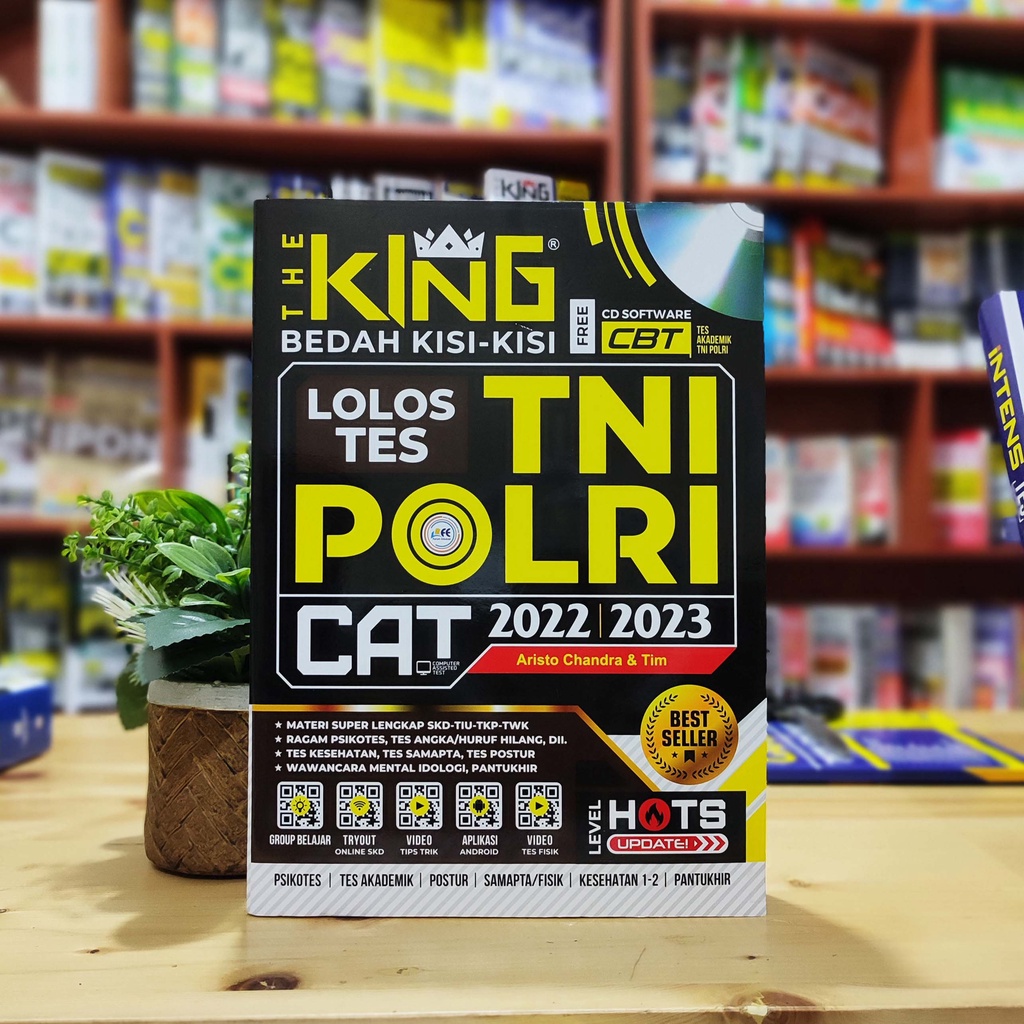 KING
THE
KING®
BEDAH KISI-KISI
FREE
CD SOFTWARE
CBT
TES
AKADEMIK
TNI POLRI
LOLOS
TES
TNI
POLRI
CAT
COMPUTER
ASSISTED
TEST
2022 | 2023
Aristo Chandra & Tim
★ MATERI SUPER LENGKAP SKD-TIU-TKP-TWK
★ RAGAM PSIKOTES, TES ANGKA/HURUF HILANG, Dll.
★ TES KESEHATAN, TES SAMAPTA, TES POSTUR
★ WAWANCARA MENTAL IDOLOGI, PANTUKHIR
BEST
SELLER
GROUP BELAJAR
TRYOUT
ONLINE SKD
VIDEO
TIPS TRIK
APLIKASI
ANDROID
VIDEO
TES FISIK
LEVEL
HOTS
UPDATE!
PSIKOTES | TES AKADEMIK | POSTUR | SAMAPTA/FISIK | KESEHATAN 1-2 | PANTUKHIR
INTENS